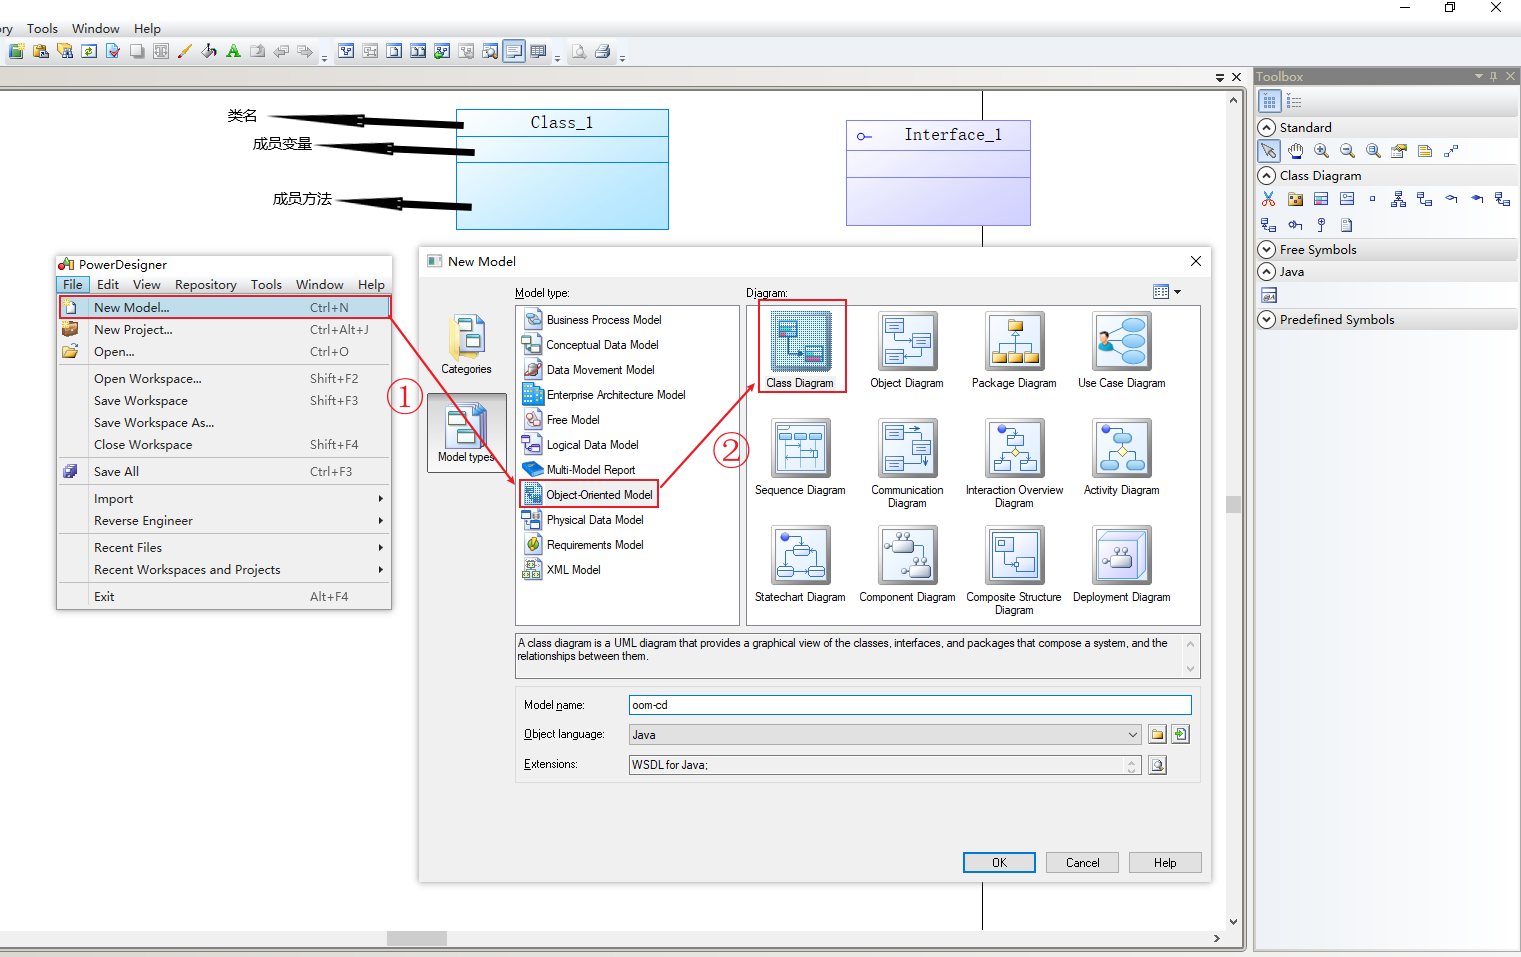 ry Tools Window Help
Toolbox
Standard
Class Diagram
Free Symbols
Java
Predefined Symbols
类名
成员变量
成员方法
Class_1
Interface_1
PowerDesigner
File Edit View Repository Tools Window Help
New Model... Ctrl+N
New Project... Ctrl+Alt+J
Open... Ctrl+O
Open Workspace... Shift+F2
Save Workspace Shift+F3
Save Workspace As...
Close Workspace Shift+F4
Save All Ctrl+F3
Import
Reverse Engineer
Recent Files
Recent Workspaces and Projects
Exit Alt+F4
①
②
New Model
Categories
Model types
Model type:
Business Process Model
Conceptual Data Model
Data Movement Model
Enterprise Architecture Model
Free Model
Logical Data Model
Multi-Model Report
Object-Oriented Model
Physical Data Model
Requirements Model
XML Model
Diagram:
Class Diagram
Object Diagram
Package Diagram
Use Case Diagram
Sequence Diagram
Communication
Diagram
Interaction Overview
Diagram
Activity Diagram
Statechart Diagram
Component Diagram
Composite Structure
Diagram
Deployment Diagram
A class diagram is a UML diagram that provides a graphical view of the classes, interfaces, and packages that compose a system, and the
relationships between them.
Model name: oom-cd
Object language: Java
Extensions: WSDL for Java;
OK Cancel Help